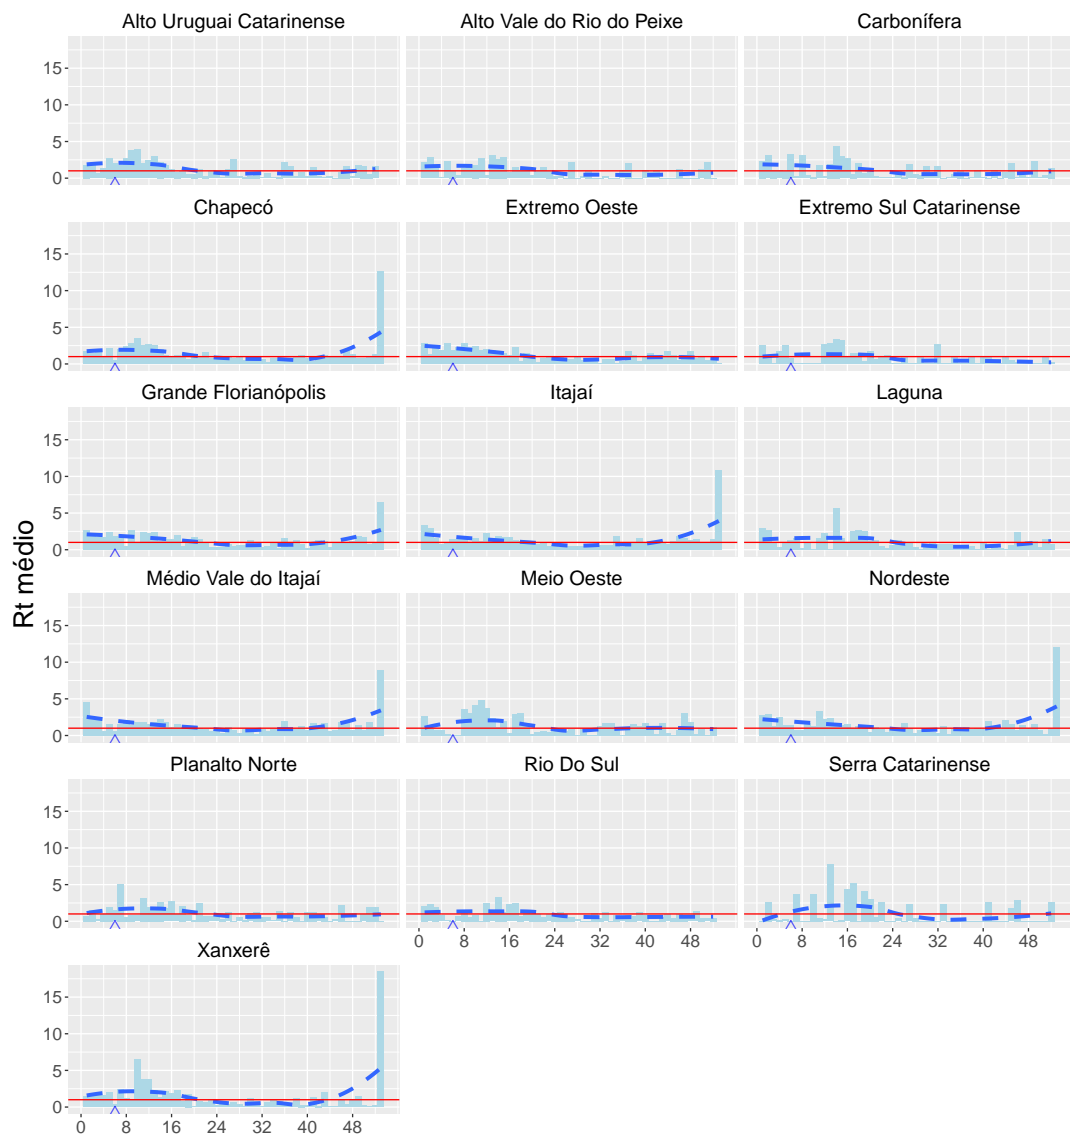 Alto Uruguai Catarinense Alto Vale do Rio do Peixe Carbonífera
15
10
5
0
Chapecó Extremo Oeste Extremo Sul Catarinense
15
10
5
0
Grande Florianópolis Itajaí Laguna
15
10
5
0
Rt médio
Médio Vale do Itajaí Meio Oeste Nordeste
15
10
5
0
Planalto Norte Rio Do Sul Serra Catarinense
15
10
5
0
0 8 16 24 32 40 48 0 8 16 24 32 40 48
Xanxerê
15
10
5
0
0 8 16 24 32 40 48